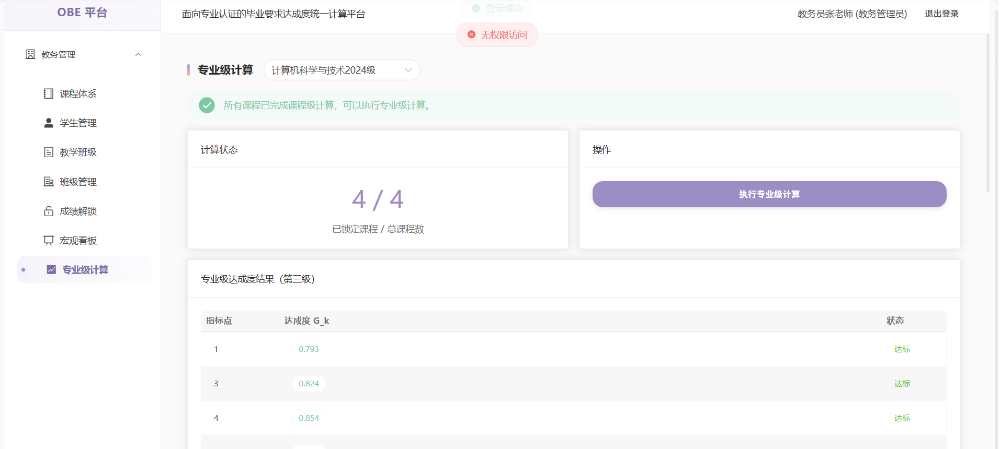 OBE 平台
面向专业认证的毕业要求达成度统一计算平台
登录成功
教务员张老师 (教务管理员)
退出登录
无权限访问
教务管理
课程体系
学生管理
教学班级
班级管理
成绩解锁
宏观看板
专业级计算
专业级计算
计算机科学与技术2024级
所有课程已完成课程级计算，可以执行专业级计算。
计算状态
4 / 4
已锁定课程 / 总课程数
操作
执行专业级计算
专业级达成度结果（第三级）
指标点 达成度 G_k 状态
1 0.793 达标
3 0.824 达标
4 0.854 达标